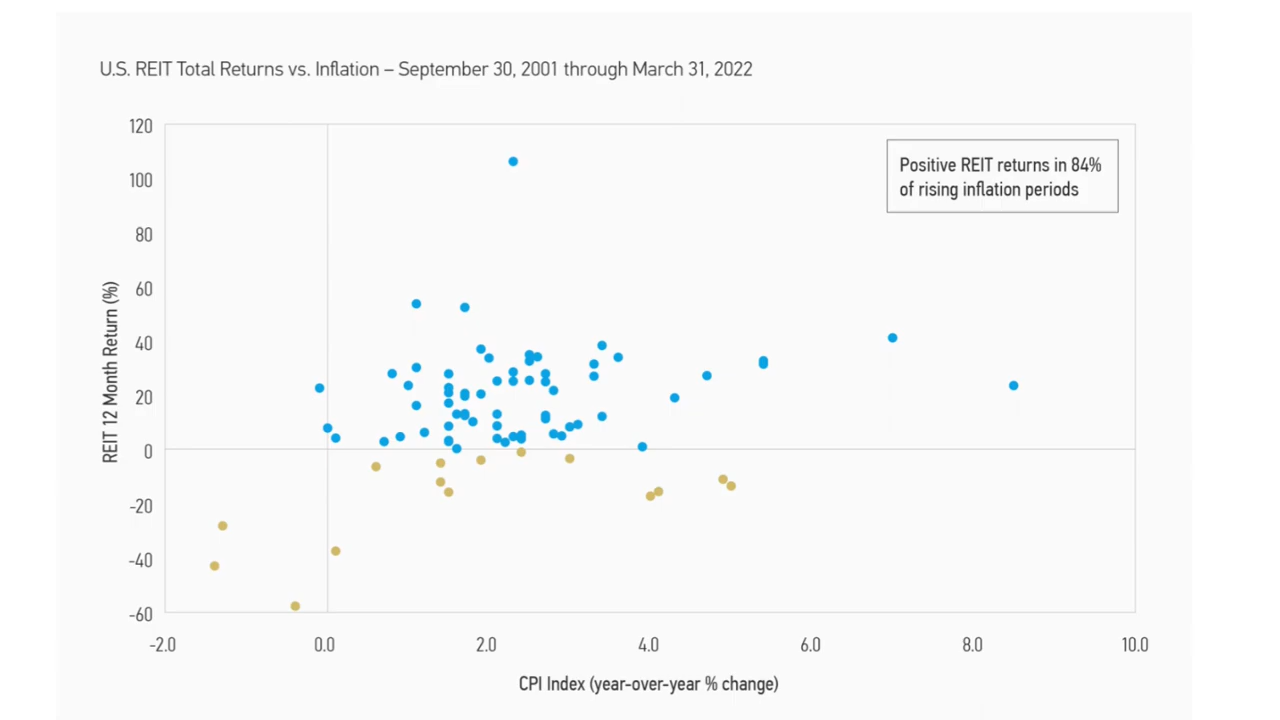 U.S. REIT Total Returns vs. Inflation – September 30, 2001 through March 31, 2022
Positive REIT returns in 84%
of rising inflation periods
REIT 12 Month Return (%)
120
100
80
60
40
20
0
-20
-40
-60
-2.0 0.0 2.0 4.0 6.0 8.0 10.0
CPI Index (year-over-year % change)